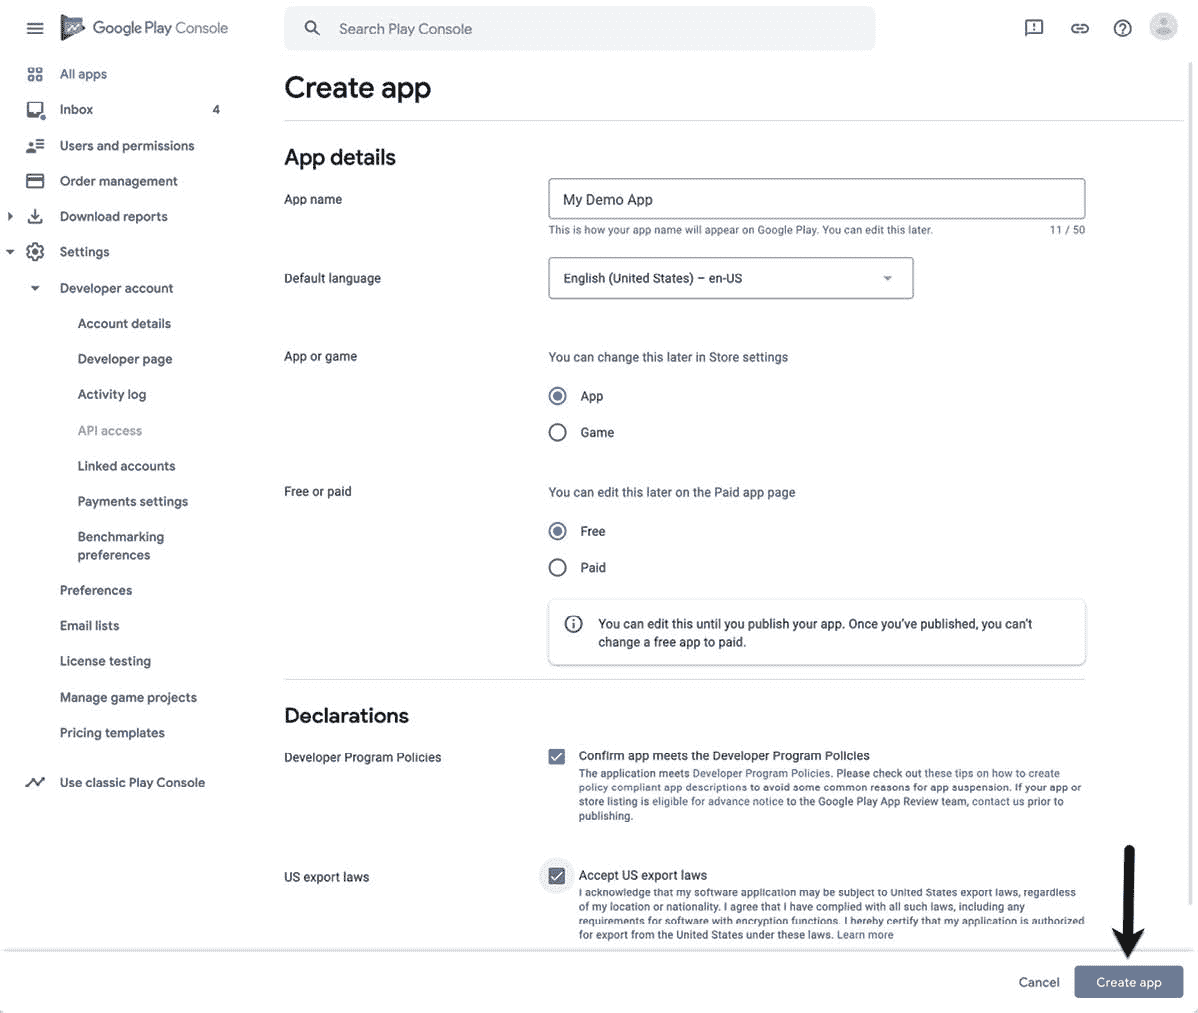 Google Play Console
Search Play Console
All apps
Inbox 4
Users and permissions
Order management
Download reports
Settings
Developer account
Account details
Developer page
Activity log
API access
Linked accounts
Payments settings
Benchmarking
preferences
Preferences
Email lists
License testing
Manage game projects
Pricing templates
Use classic Play Console
Create app
App details
App name
My Demo App
This is how your app name will appear on Google Play. You can edit this later. 11 / 50
Default language
English (United States) – en-US
App or game
You can change this later in Store settings
App
Game
Free or paid
You can edit this later on the Paid app page
Free
Paid
You can edit this until you publish your app. Once you've published, you can't
change a free app to paid.
Declarations
Developer Program Policies
Confirm app meets the Developer Program Policies
The application meets Developer Program Policies. Please check out these tips on how to create
policy compliant app descriptions to avoid some common reasons for app suspension. If your app or
store listing is eligible for advance notice to the Google Play App Review team, contact us prior to
publishing.
US export laws
Accept US export laws
I acknowledge that my software application may be subject to United States export laws, regardless
of my location or nationality. I agree that I have complied with all such laws, including any
requirements for software with encryption functions. I hereby certify that my application is authorized
for export from the United States under these laws. Learn more
Cancel
Create app